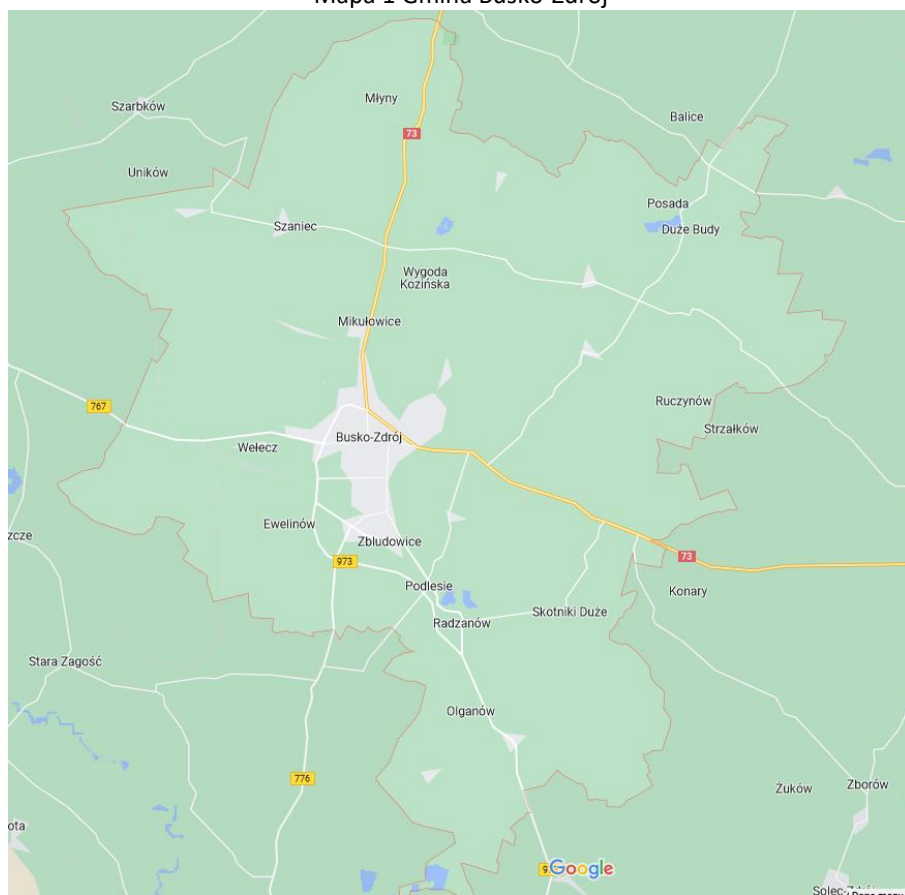 Mapa 1 Gmina Busko-Zdrój
Młyny
Szarbków
Balice
73
Uników
Posada
Szaniec
Duże Budy
Wygoda
Kozińska
Mikułowice
767
Ruczynów
Strzałków
Busko-Zdrój
Wełecz
Ewelinów
zcze
Zbludowice
973
73
Podlesie
Konary
Skotniki Duże
Radzanów
Stara Zagość
Olganów
776
Żuków
Zborów
ota
Google